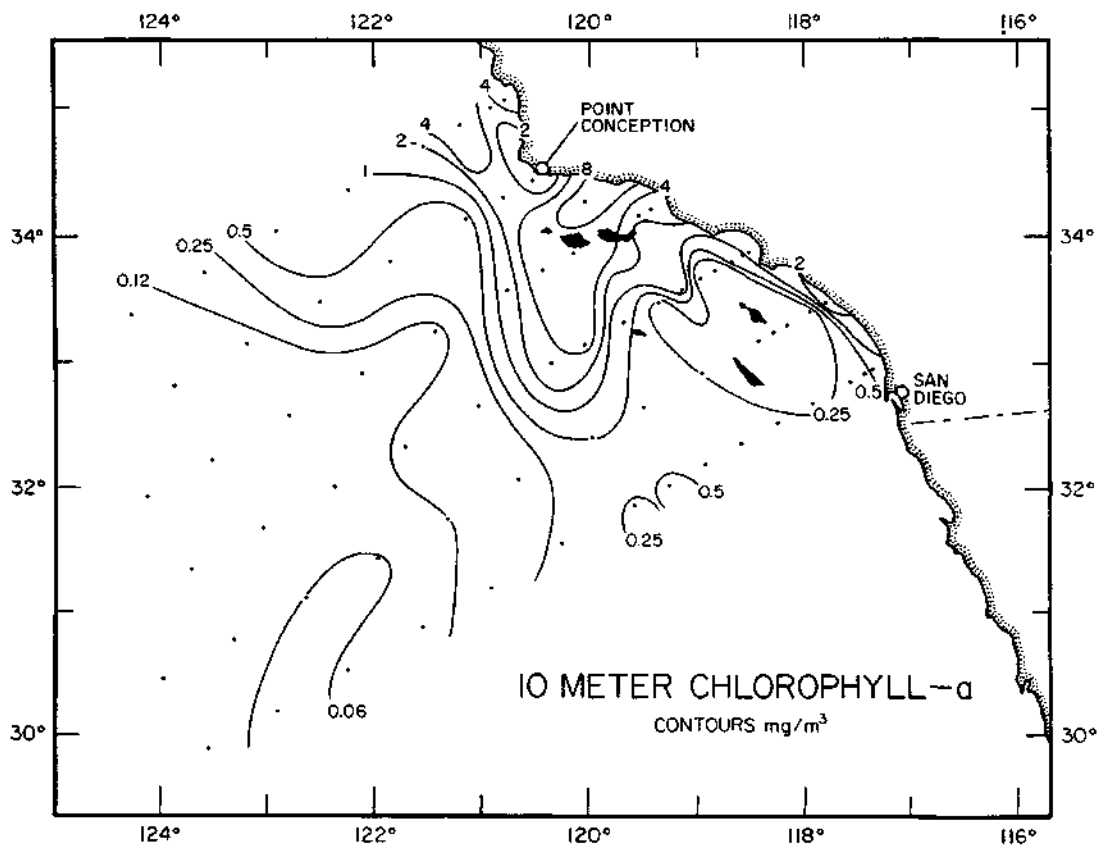 124° 122° 120° 118° 116°
4
POINT
CONCEPTION
4
2
2
8
1
4
34°
0.5
2
34°
0.25
0.12
SAN
DIEGO
0.5
0.25
32°
0.5
32°
0.25
10 METER CHLOROPHYLL-a
0.06
CONTOURS mg/m³
30°
30°
124° 122° 120° 118° 116°